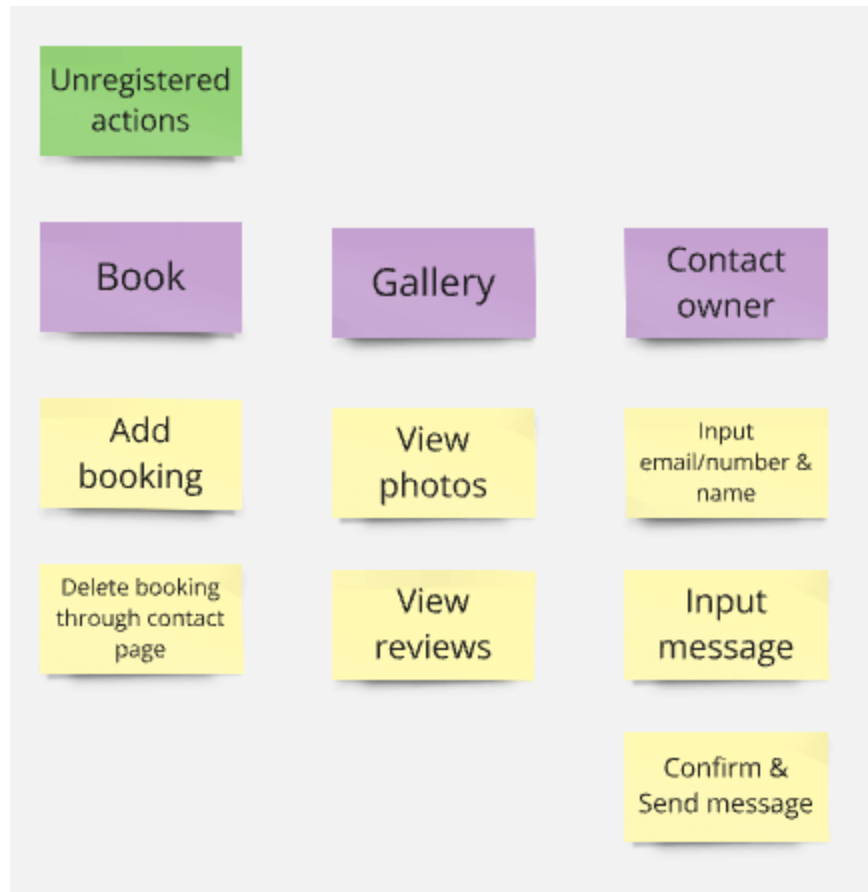 Unregistered
actions
Book
Gallery
Contact
owner
Add
booking
View
photos
Input
email/number &
name
Delete booking
through contact
page
View
reviews
Input
message
Confirm &
Send message